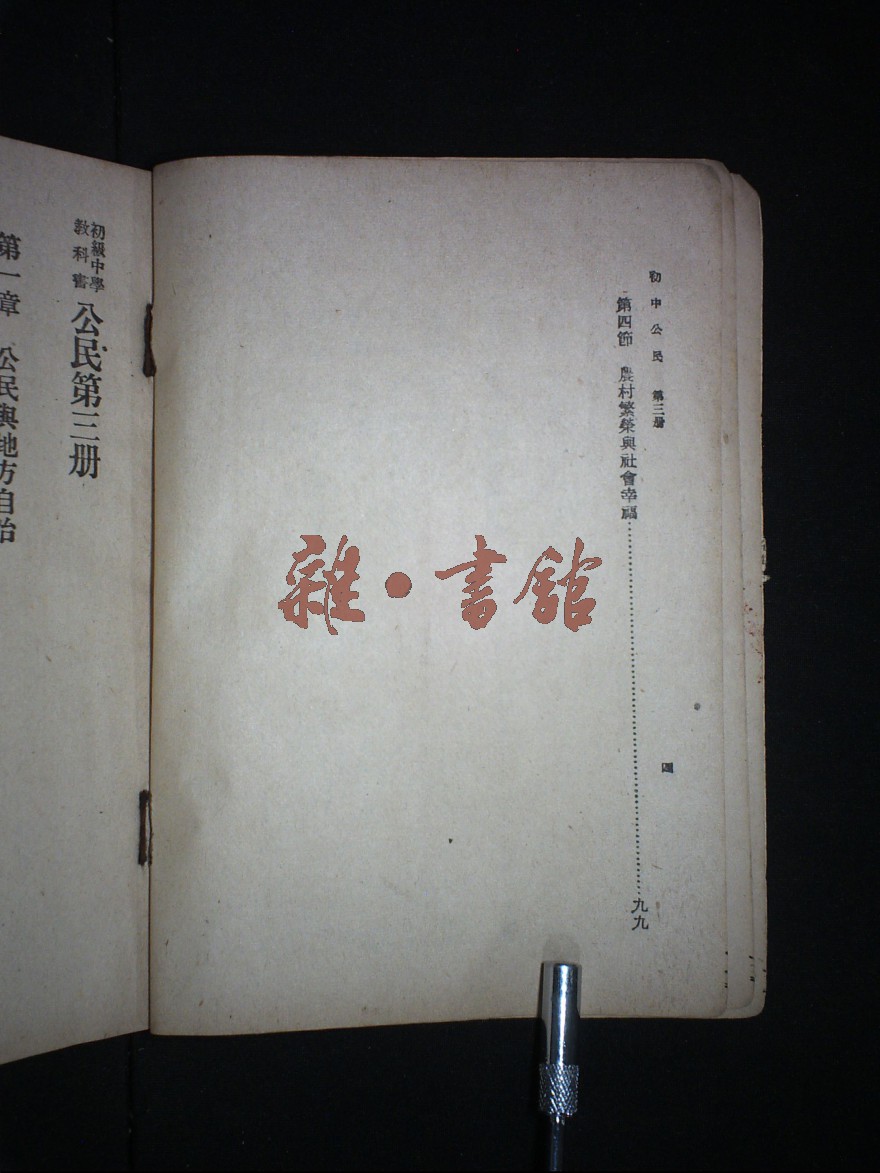 初中公民 第三册
第四節 農村繁榮與社會幸福⋯⋯⋯⋯⋯⋯⋯⋯九九
四
雜·書館
初級中學
教科書
公民第三册
第一章 公民與地方自治